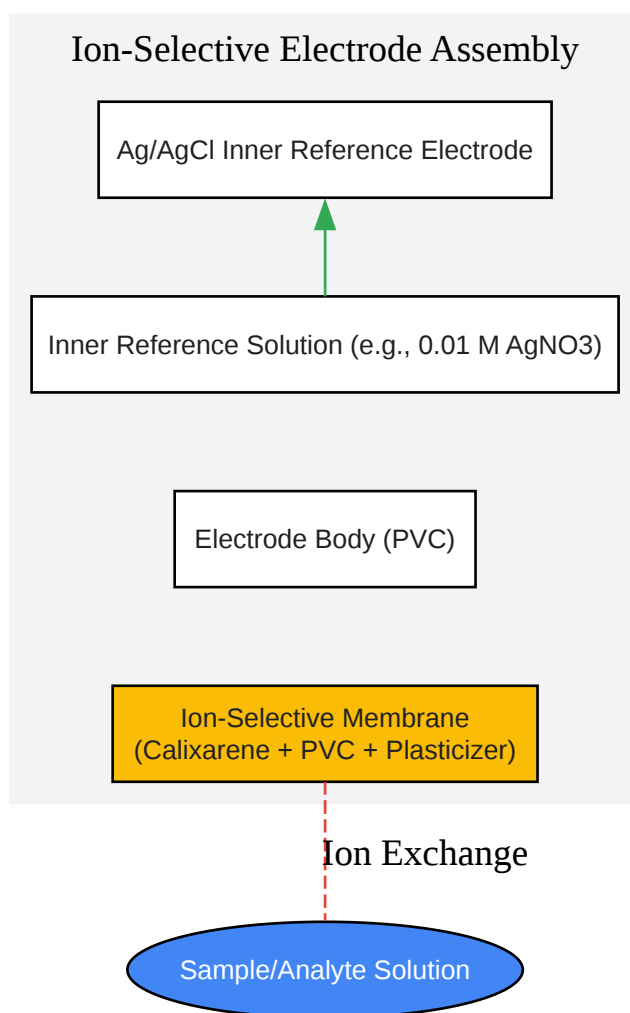 Ion-Selective Electrode Assembly
Ag/AgCl Inner Reference Electrode
Inner Reference Solution (e.g., 0.01 M AgNO3)
Electrode Body (PVC)
Ion-Selective Membrane
(Calixarene + PVC + Plasticizer)
Ion Exchange
Sample/Analyte Solution